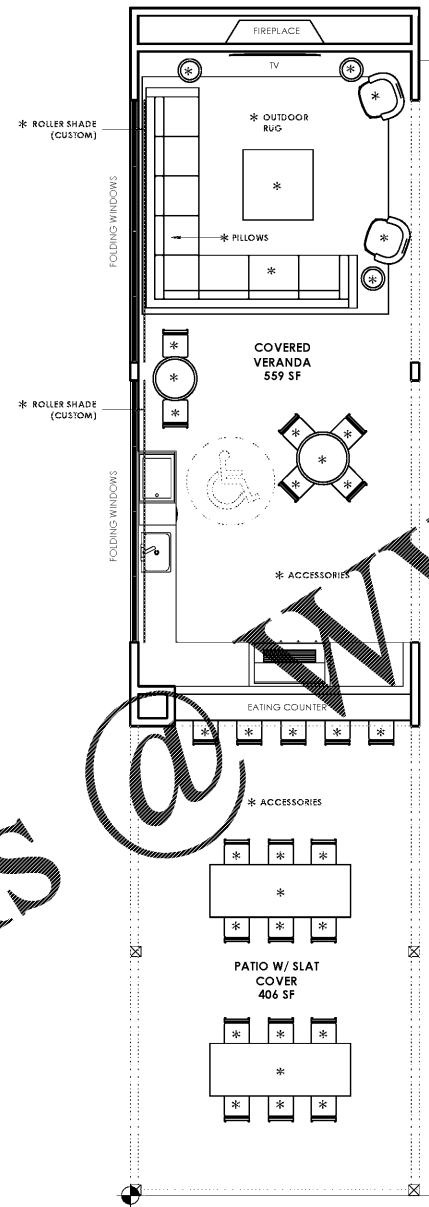 FIREPLACE
TV
* ROLLER SHADE
(CUSTOM)
* OUTDOOR
RUG
FOLDING WINDOWS
* PILLOWS
COVERED
VERANDA
559 SF
* ROLLER SHADE
(CUSTOM)
FOLDING WINDOWS
* ACCESSORIES
EATING COUNTER
* ACCESSORIES
PATIO W/ SLAT
COVER
406 SF
@